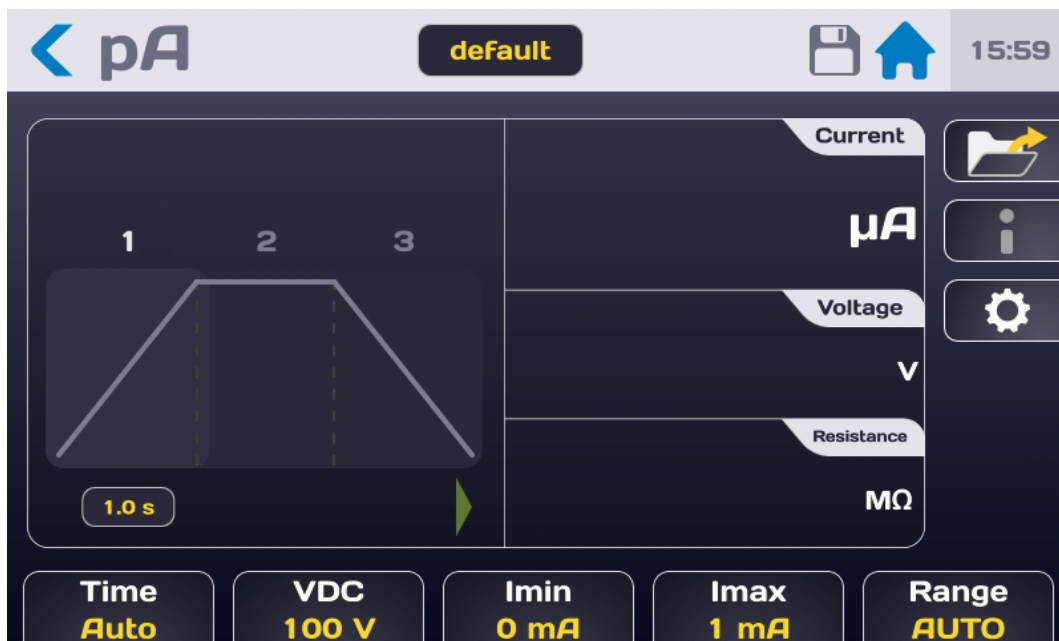 pA
default
15:59
1
2
3
1.0 s
Current
µA
Voltage
V
Resistance
MΩ
Time
Auto
VDC
100 V
Imin
0 mA
Imax
1 mA
Range
AUTO